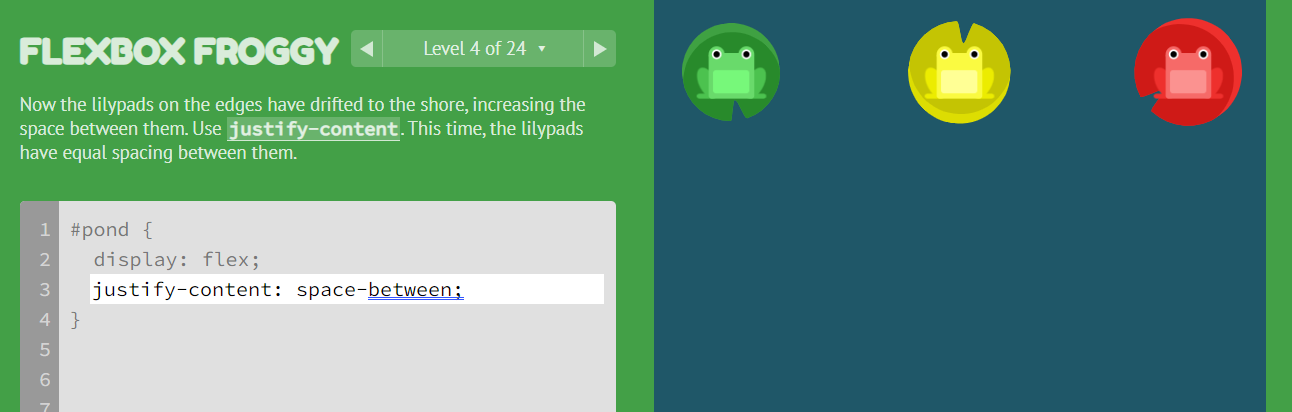 FLEXBOX FROGGY
Level 4 of 24
Now the lilypads on the edges have drifted to the shore, increasing the
space between them. Use justify-content. This time, the lilypads
have equal spacing between them.
1 #pond {
2 display: flex;
3 justify-content: space-between;
4 }
5
6
7